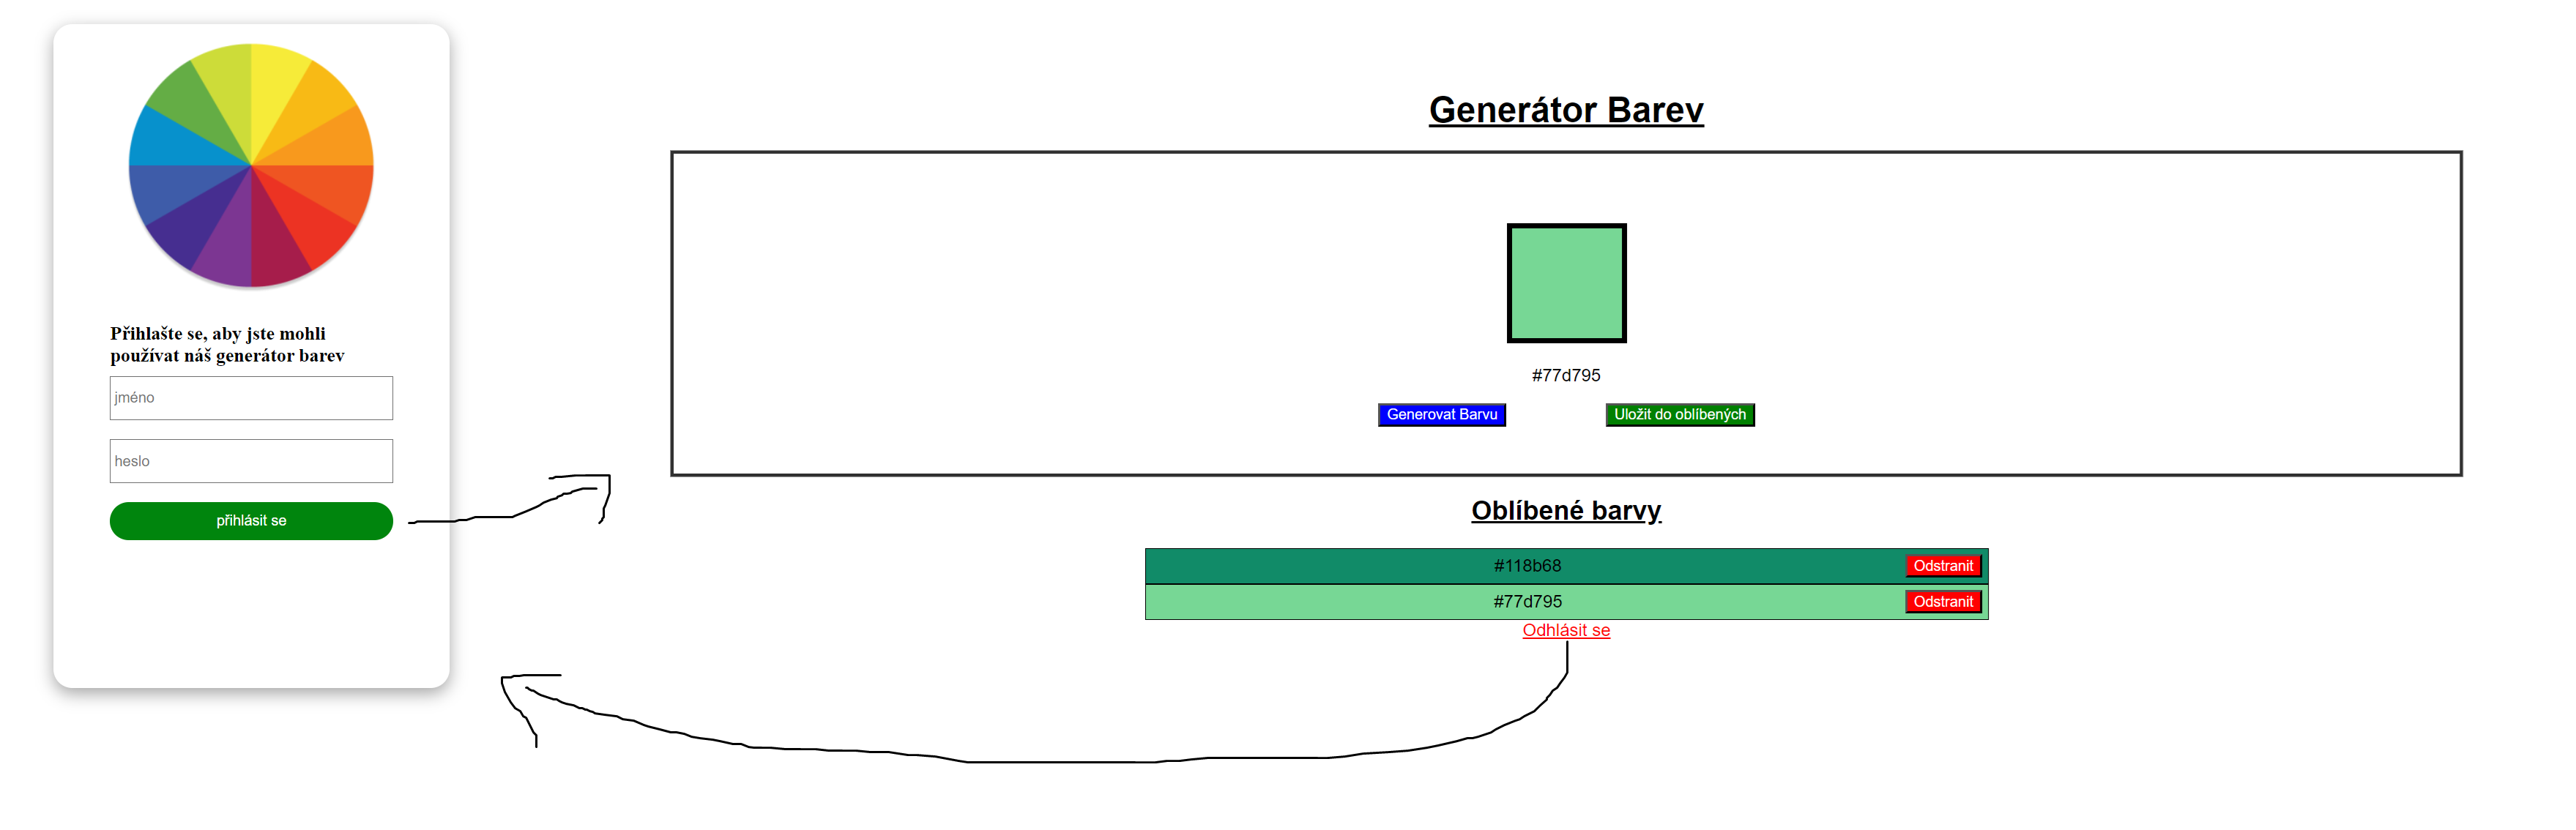 Přihlašte se, aby jste mohli
používat náš generátor barev
jméno
heslo
přihlásit se
Generátor Barev
#77d795
Generovat Barvu
Uložit do oblíbených
Oblíbené barvy
#118b68
Odstranit
#77d795
Odstranit
Odhlásit se